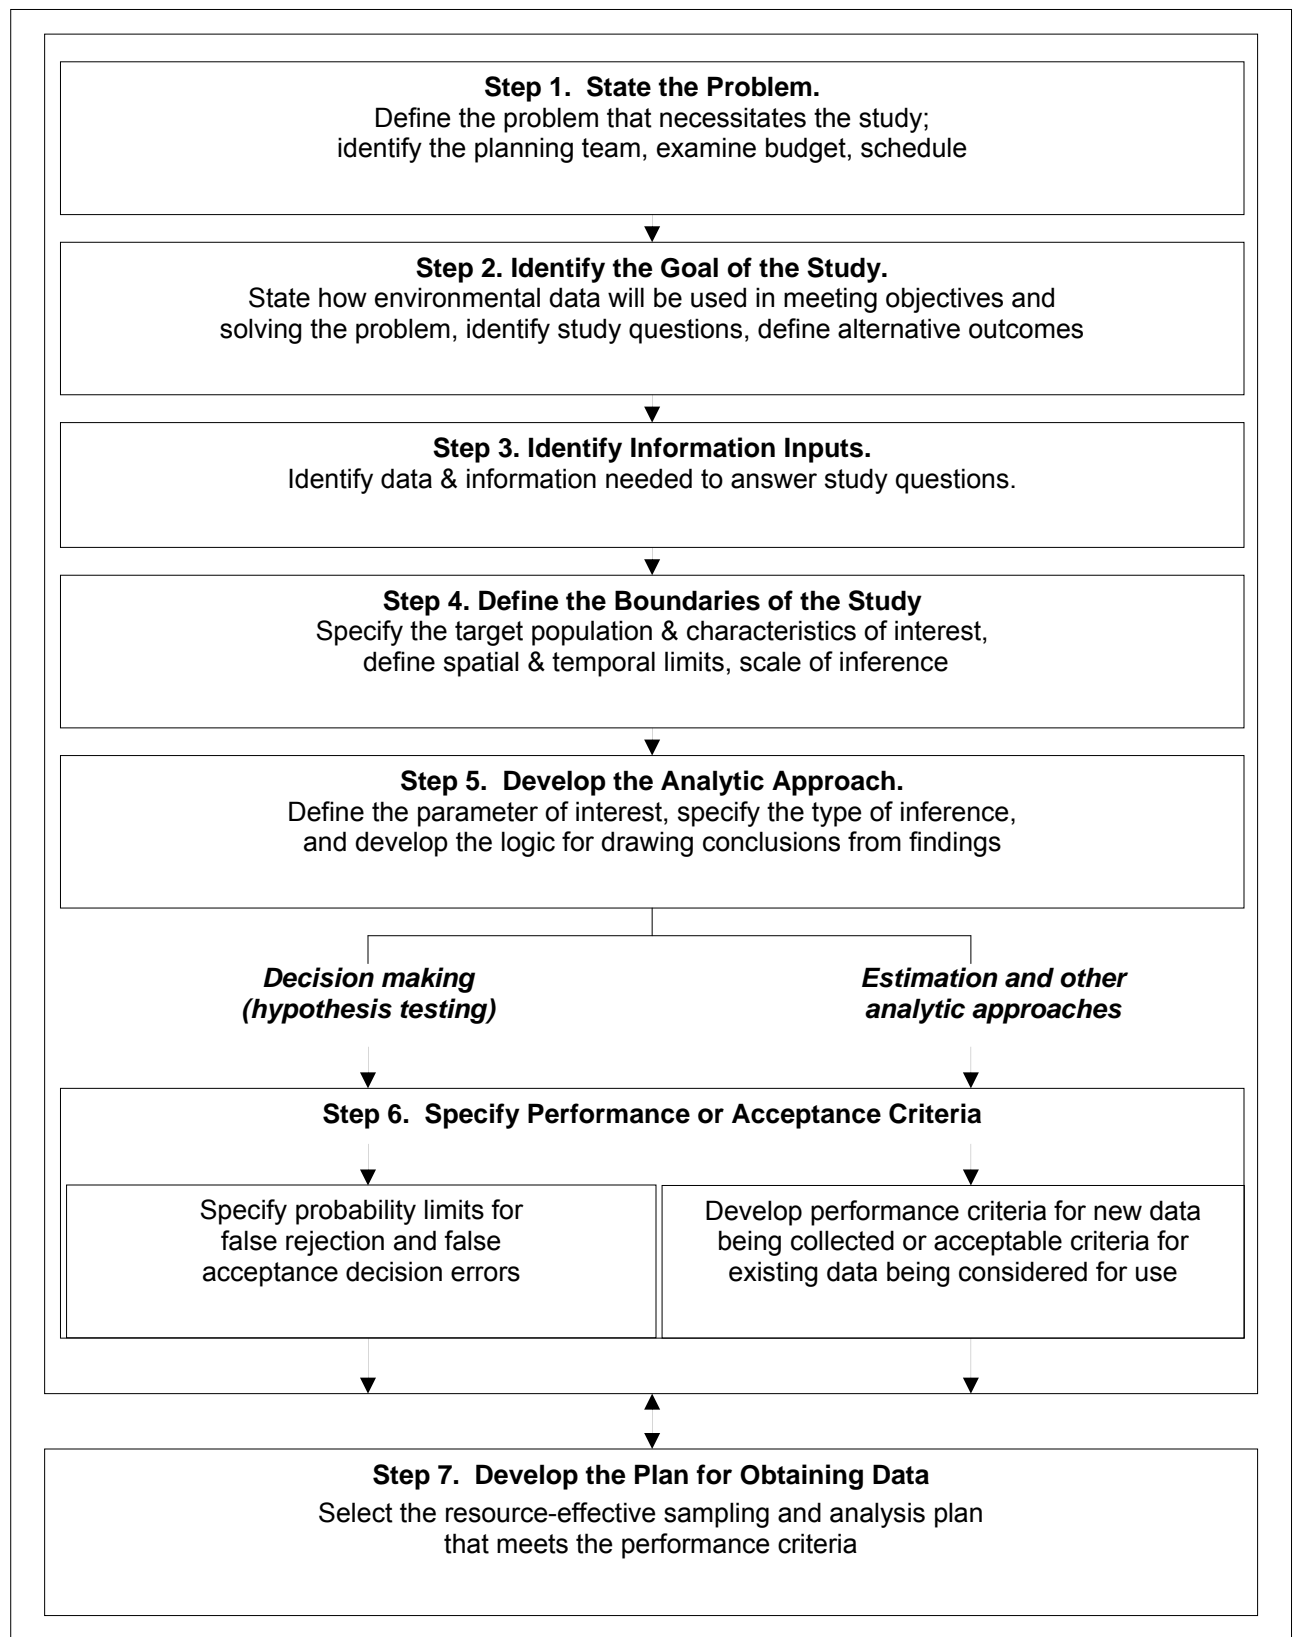 Step 1.  State the Problem.
Define the problem that necessitates the study;
identify the planning team, examine budget, schedule
Step 2. Identify the Goal of the Study.
State how environmental data will be used in meeting objectives and
solving the problem, identify study questions, define alternative outcomes
Step 3. Identify Information Inputs.
Identify data & information needed to answer study questions.
Step 4. Define the Boundaries of the Study
Specify the target population & characteristics of interest,
define spatial & temporal limits, scale of inference
Step 5.  Develop the Analytic Approach.
Define the parameter of interest, specify the type of inference,
and develop the logic for drawing conclusions from findings
Decision making
(hypothesis testing)
Estimation and other
analytic approaches
Step 6.  Specify Performance or Acceptance Criteria
Specify probability limits for
false rejection and false
acceptance decision errors
Develop performance criteria for new data
being collected or acceptable criteria for
existing data being considered for use
Step 7.  Develop the Plan for Obtaining Data
Select the resource-effective sampling and analysis plan
that meets the performance criteria